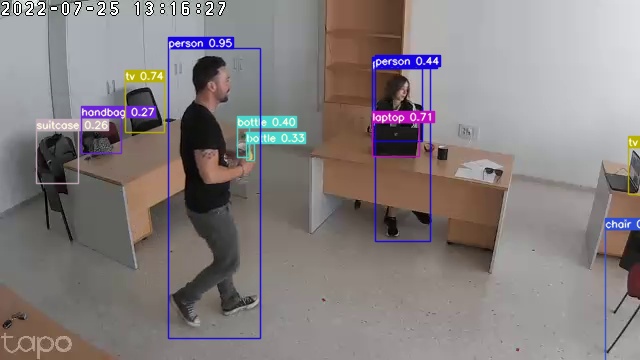 2022-07-25 13:16:27
person 0.95
person 0.44
tv 0.74
handbag 0.27
laptop 0.71
suitcase 0.26
bottle 0.40
bottle 0.33
tv
chair 0
tapo